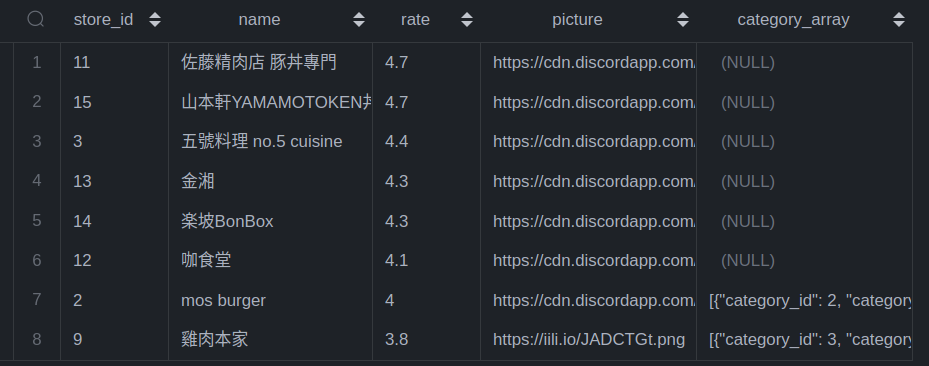 store_id name rate picture category_array
1 11 佐藤精肉店 豚丼專門 4.7 https://cdn.discordapp.com/ (NULL)
2 15 山本軒YAMAMOTOKEN 4.7 https://cdn.discordapp.com/ (NULL)
3 3 五號料理 no.5 cuisine 4.4 https://cdn.discordapp.com/ (NULL)
4 13 金湘 4.3 https://cdn.discordapp.com/ (NULL)
5 14 楽坡BonBox 4.3 https://cdn.discordapp.com/ (NULL)
6 12 咖食堂 4.1 https://cdn.discordapp.com/ (NULL)
7 2 mos burger 4 https://cdn.discordapp.com/ [{"category_id": 2, "category
8 9 雞肉本家 3.8 https://iili.io/JADCTGt.png [{"category_id": 3, "category